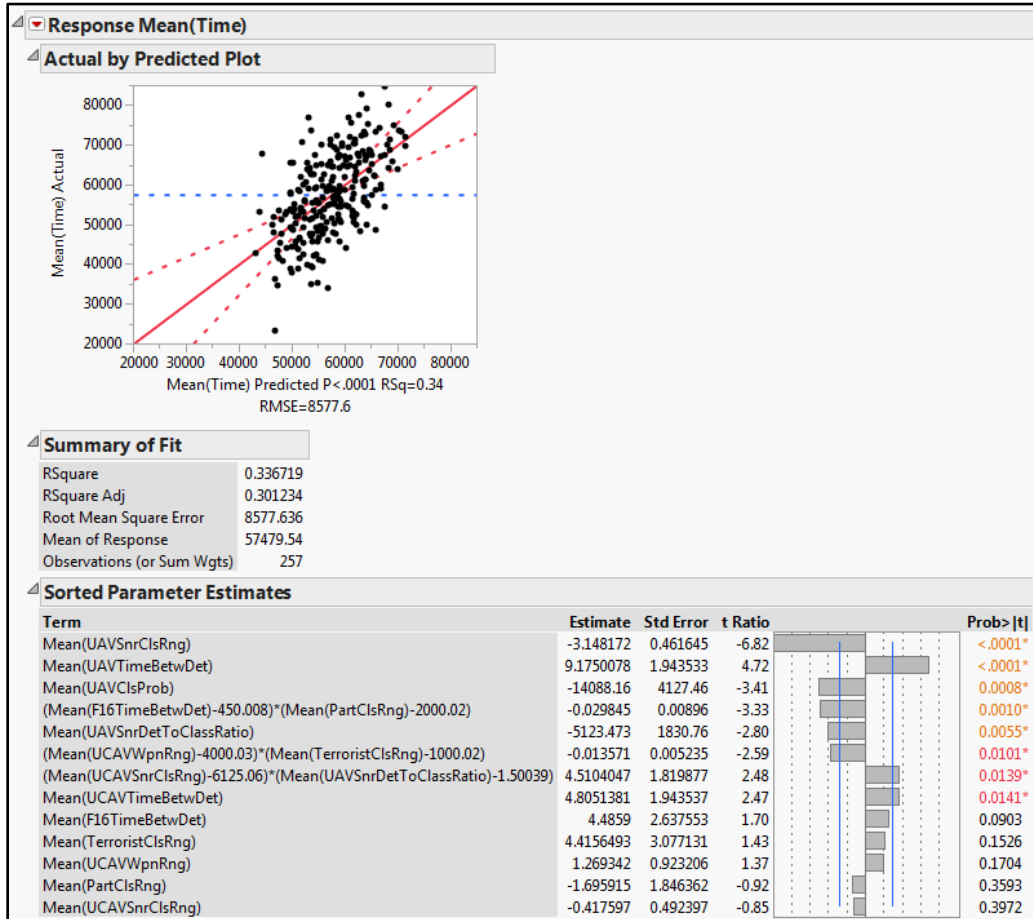 Response Mean(Time)
Actual by Predicted Plot
80000
70000
60000
50000
40000
30000
20000
Mean(Time) Actual
20000 30000 40000 50000 60000 70000 80000
Mean(Time) Predicted P<.0001 RSq=0.34
RMSE=8577.6
Summary of Fit
RSquare 0.336719
RSquare Adj 0.301234
Root Mean Square Error 8577.636
Mean of Response 57479.54
Observations (or Sum Wgts) 257
Sorted Parameter Estimates
Term Estimate Std Error t Ratio Prob>|t|
Mean(UAVSnrClsRng) -3.148172 0.461645 -6.82 <.0001*
Mean(UAVTimeBetwDet) 9.1750078 1.943533 4.72 <.0001*
Mean(UAVClsProb) -14088.16 4127.46 -3.41 0.0008*
(Mean(F16TimeBetwDet)-450.008)*(Mean(PartClsRng)-2000.02) -0.029845 0.00896 -3.33 0.0010*
Mean(UAVSnrDetToClassRatio) -5123.473 1830.76 -2.80 0.0055*
(Mean(UCAVWpnRng)-4000.03)*(Mean(TerroristClsRng)-1000.02) -0.013571 0.005235 -2.59 0.0101*
(Mean(UCAVSnrClsRng)-6125.06)*(Mean(UAVSnrDetToClassRatio)-1.50039) 4.5104047 1.819877 2.48 0.0139*
Mean(UCAVTimeBetwDet) 4.8051381 1.943537 2.47 0.0141*
Mean(F16TimeBetwDet) 4.4859 2.637553 1.70 0.0903
Mean(TerroristClsRng) 4.4156493 3.077131 1.43 0.1526
Mean(UCAVWpnRng) 1.269342 0.923206 1.37 0.1704
Mean(PartClsRng) -1.695915 1.846362 -0.92 0.3593
Mean(UCAVSnrClsRng) -0.417597 0.492397 -0.85 0.3972